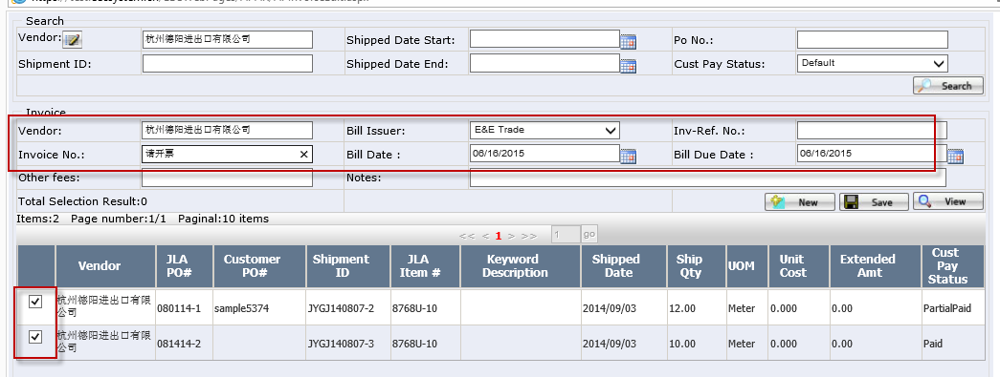 Search
Vendor: 杭州德阳进出口有限公司 Shipped Date Start: Po No.:
Shipment ID: Shipped Date End: Cust Pay Status: Default
Search
Invoice
Vendor: 杭州德阳进出口有限公司 Bill Issuer: E&E Trade Inv-Ref. No.:
Invoice No.: 请开票 Bill Date : 06/16/2015 Bill Due Date : 06/16/2015
Other fees: Notes:
Total Selection Result:0 New Save View
Items:2 Page number:1/1 Paginal:10 items
<< < 1 > >> 1 go
Vendor JLA PO# Customer PO# Shipment ID JLA Item # Keyword Description Shipped Date Ship Qty UOM Unit Cost Extended Amt Cust Pay Status
杭州德阳进出口有限公司 080114-1 sample5374 JYGJ140807-2 8768U-10 2014/09/03 12.00 Meter 0.000 0.00 PartialPaid
杭州德阳进出口有限公司 081414-2 JYGJ140807-3 8768U-10 2014/09/03 10.00 Meter 0.000 0.00 Paid